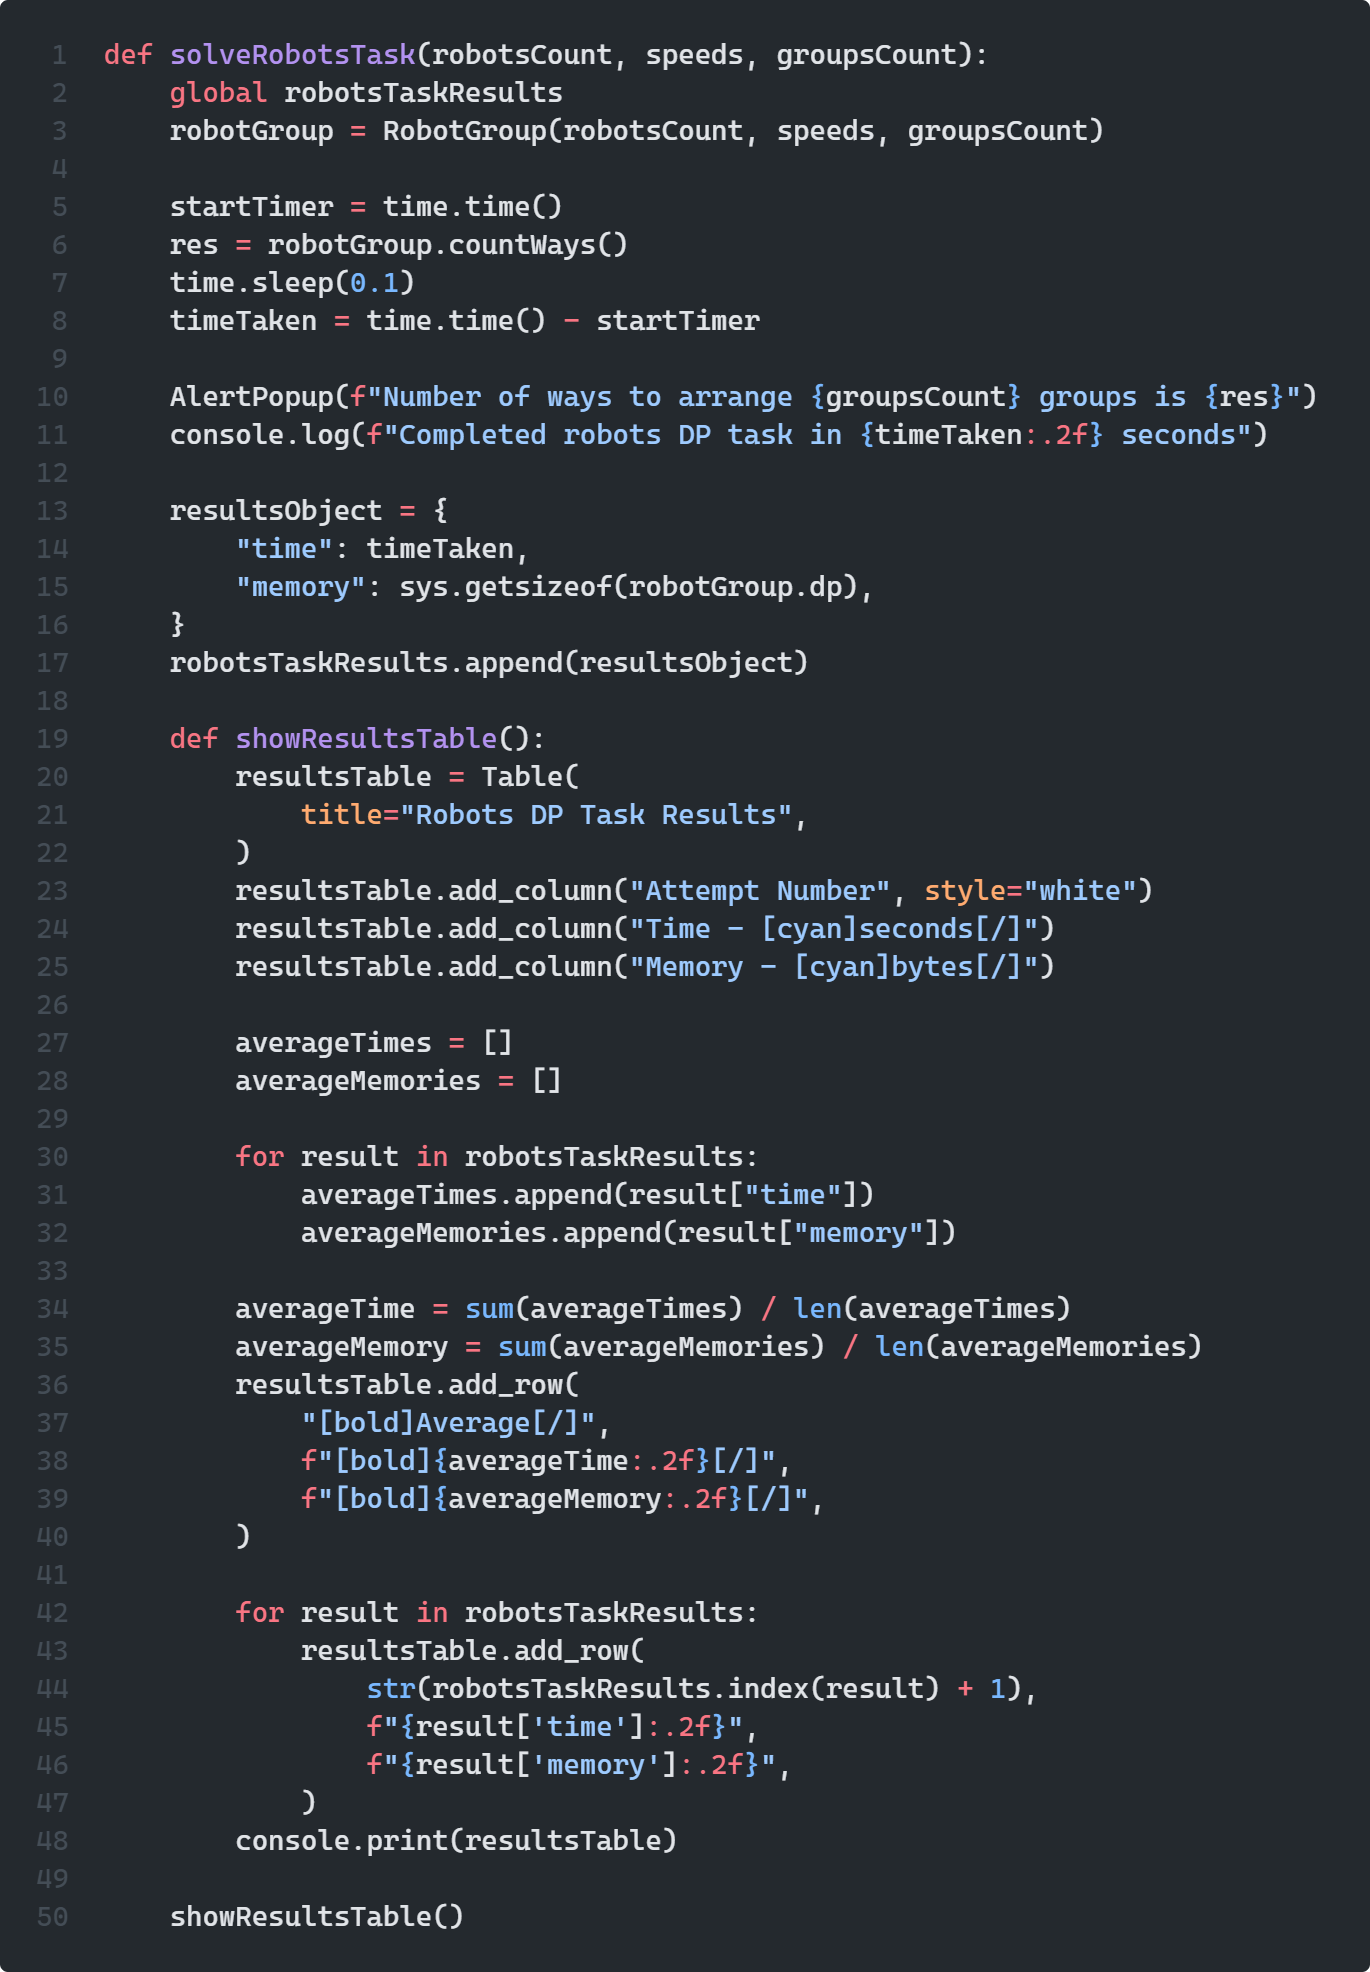 1 def solveRobotsTask(robotsCount, speeds, groupsCount):
2     global robotsTaskResults
3     robotGroup = RobotGroup(robotsCount, speeds, groupsCount)
4
5     startTimer = time.time()
6     res = robotGroup.countWays()
7     time.sleep(0.1)
8     timeTaken = time.time() - startTimer
9
10     AlertPopup(f"Number of ways to arrange {groupsCount} groups is {res}")
11     console.log(f"Completed robots DP task in {timeTaken:.2f} seconds")
12
13     resultsObject = {
14         "time": timeTaken,
15         "memory": sys.getsizeof(robotGroup.dp),
16     }
17     robotsTaskResults.append(resultsObject)
18
19     def showResultsTable():
20         resultsTable = Table(
21             title="Robots DP Task Results",
22         )
23         resultsTable.add_column("Attempt Number", style="white")
24         resultsTable.add_column("Time - [cyan]seconds[/]")
25         resultsTable.add_column("Memory - [cyan]bytes[/]")
26
27         averageTimes = []
28         averageMemories = []
29
30         for result in robotsTaskResults:
31             averageTimes.append(result["time"])
32             averageMemories.append(result["memory"])
33
34         averageTime = sum(averageTimes) / len(averageTimes)
35         averageMemory = sum(averageMemories) / len(averageMemories)
36         resultsTable.add_row(
37             "[bold]Average[/]",
38             f"[bold]{averageTime:.2f}[/]",
39             f"[bold]{averageMemory:.2f}[/]",
40         )
41
42         for result in robotsTaskResults:
43             resultsTable.add_row(
44                 str(robotsTaskResults.index(result) + 1),
45                 f"{result['time']:.2f}",
46                 f"{result['memory']:.2f}",
47             )
48         console.print(resultsTable)
49
50     showResultsTable()